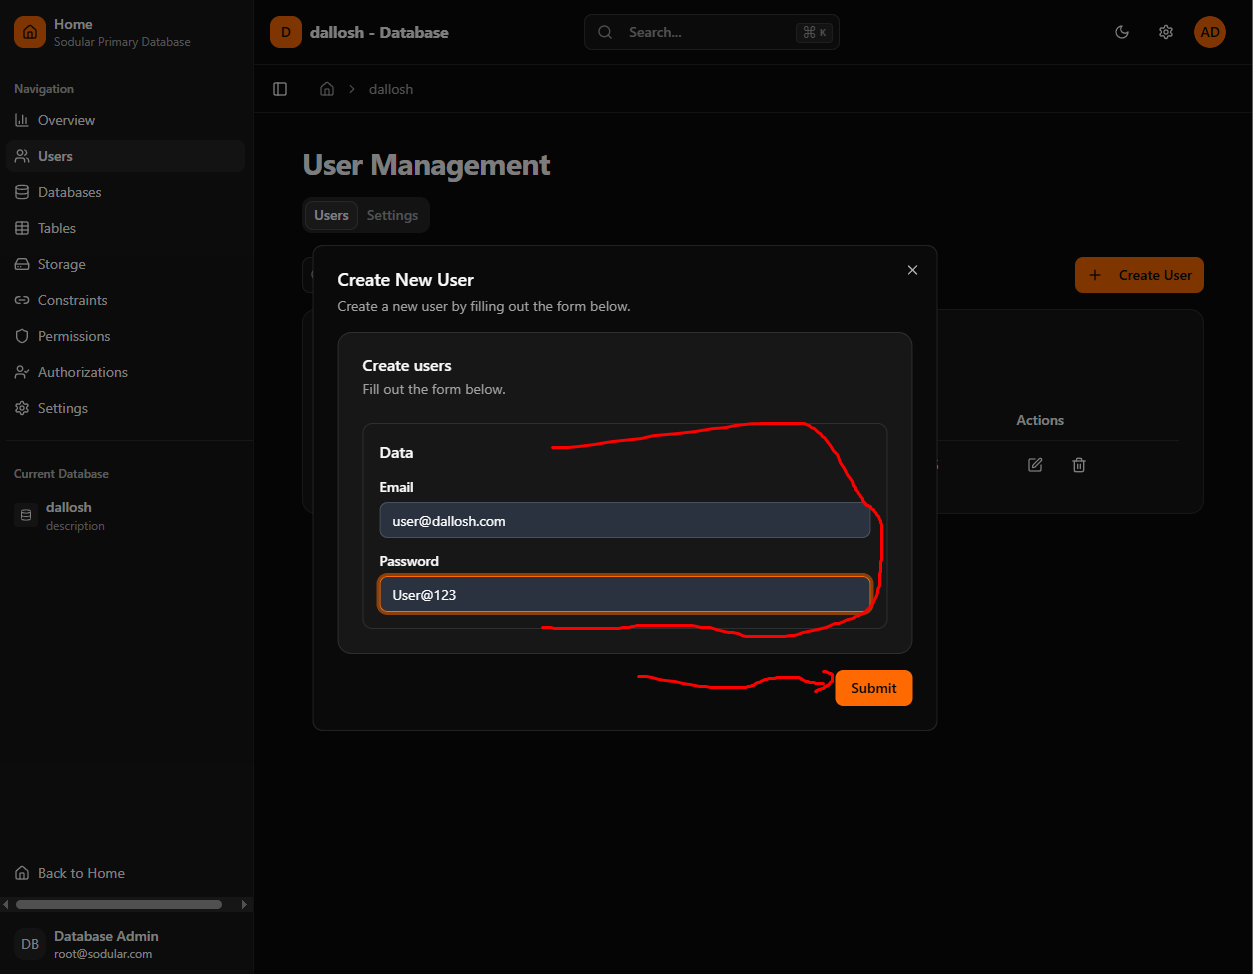 Home
Sodular Primary Database
Navigation
Overview
Users
Databases
Tables
Storage
Constraints
Permissions
Authorizations
Settings
Current Database
dallosh
description
Back to Home
DB
Database Admin
root@sodular.com
D
dallosh - Database
Search...
⌘ K
AD
dallosh
User Management
Users
Settings
Create User
Actions
Create New User
Create a new user by filling out the form below.
Create users
Fill out the form below.
Data
Email
user@dallosh.com
Password
User@123
Submit